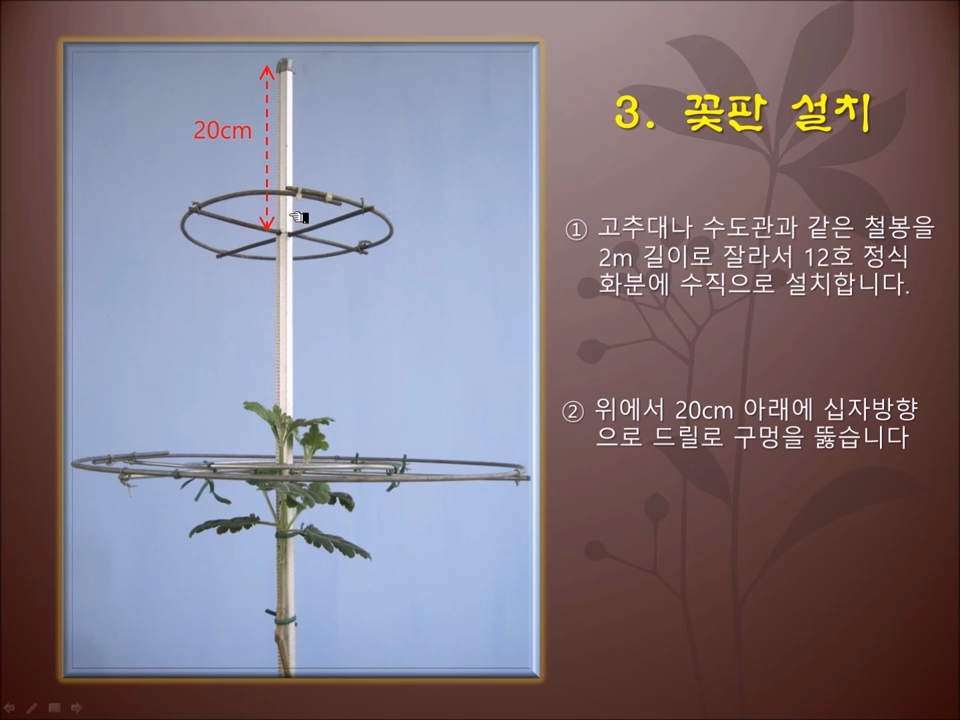 3. 꽃판 설치
20cm
① 고추대나 수도관과 같은 철봉을
2m 길이로 잘라서 12호 정식
화분에 수직으로 설치합니다.
② 위에서 20cm 아래에 십자방향
으로 드릴로 구멍을 뚫습니다